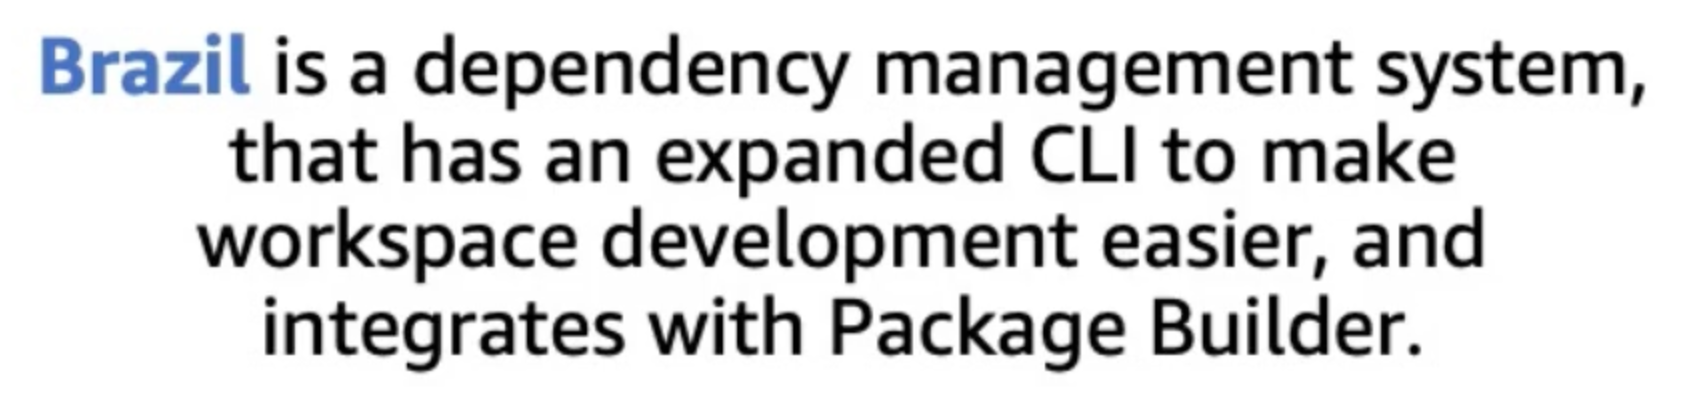 Brazil is a dependency management system,
that has an expanded CLI to make
workspace development easier, and
integrates with Package Builder.